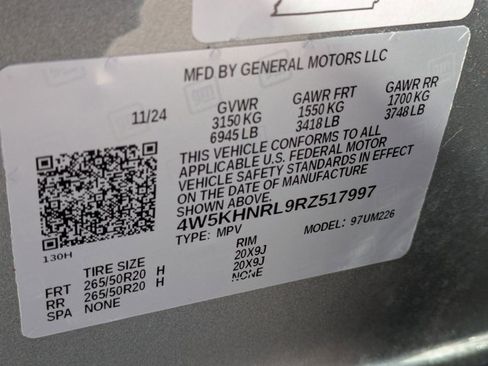 MFD BY GENERAL MOTORS LLC
11/24 GVWR GAWR FRT GAWR RR
3150 KG 1550 KG 1700 KG
6945 LB 3418 LB 3748 LB
THIS VEHICLE CONFORMS TO ALL
APPLICABLE U.S. FEDERAL MOTOR
VEHICLE SAFETY STANDARDS IN EFFECT
ON THE DATE OF MANUFACTURE
SHOWN ABOVE.
4W5KHNRL9RZ517997
TYPE: MPV MODEL: 97UM226
130H
TIRE SIZE RIM
FRT 265/50R20 H 20X9J
RR 265/50R20 H 20X9J
SPA NONE NONE